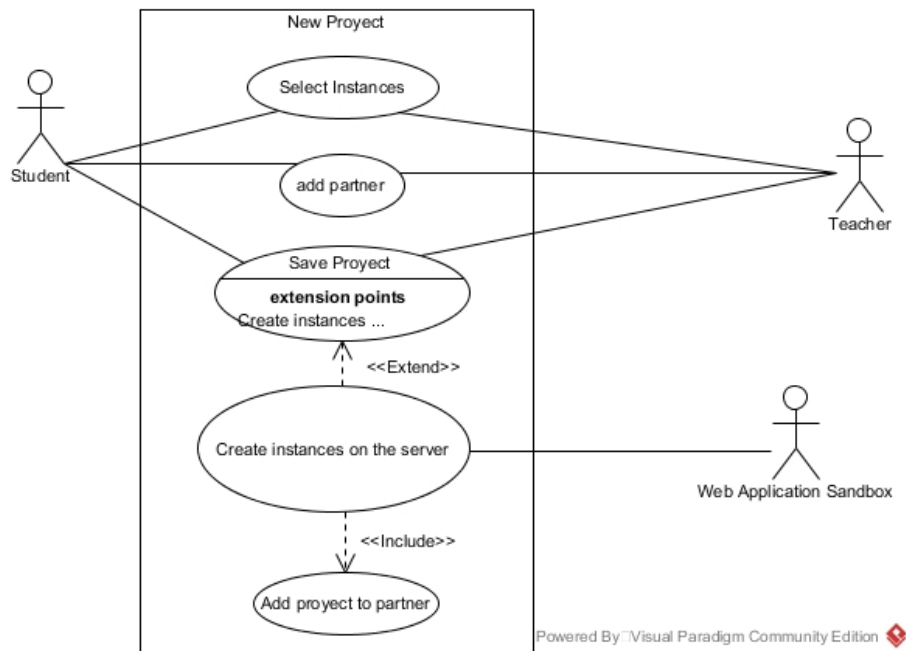 New Proyect
Select Instances
Student
add partner
Teacher
Save Proyect
extension points
Create instances ...
<<Extend>>
Create instances on the server
Web Application Sandbox
<<Include>>
Add proyect to partner
Powered By Visual Paradigm Community Edition